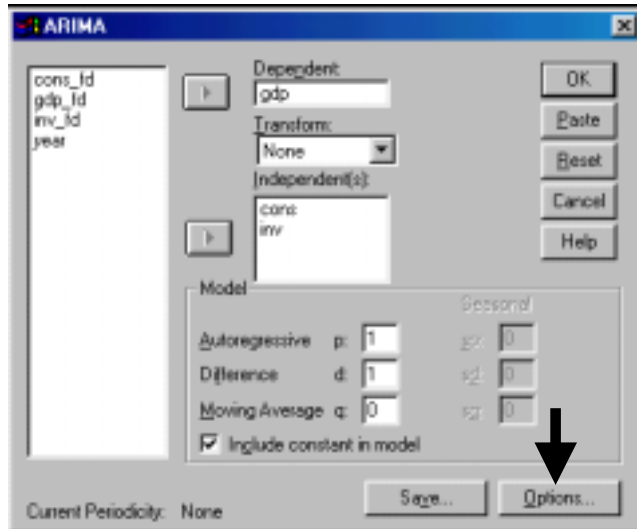 ARIMA
cons_fd
gdp_fd
inv_fd
year
Dependent:
gdp
Transform:
None
Independent(s):
cons
inv
OK
Paste
Reset
Cancel
Help
Model
Seasonal
Autoregressive p: 1 sp: 0
Difference d: 1 sd: 0
Moving Average q: 0 sq: 0
Include constant in model
Save... Options...
Current Periodicity: None